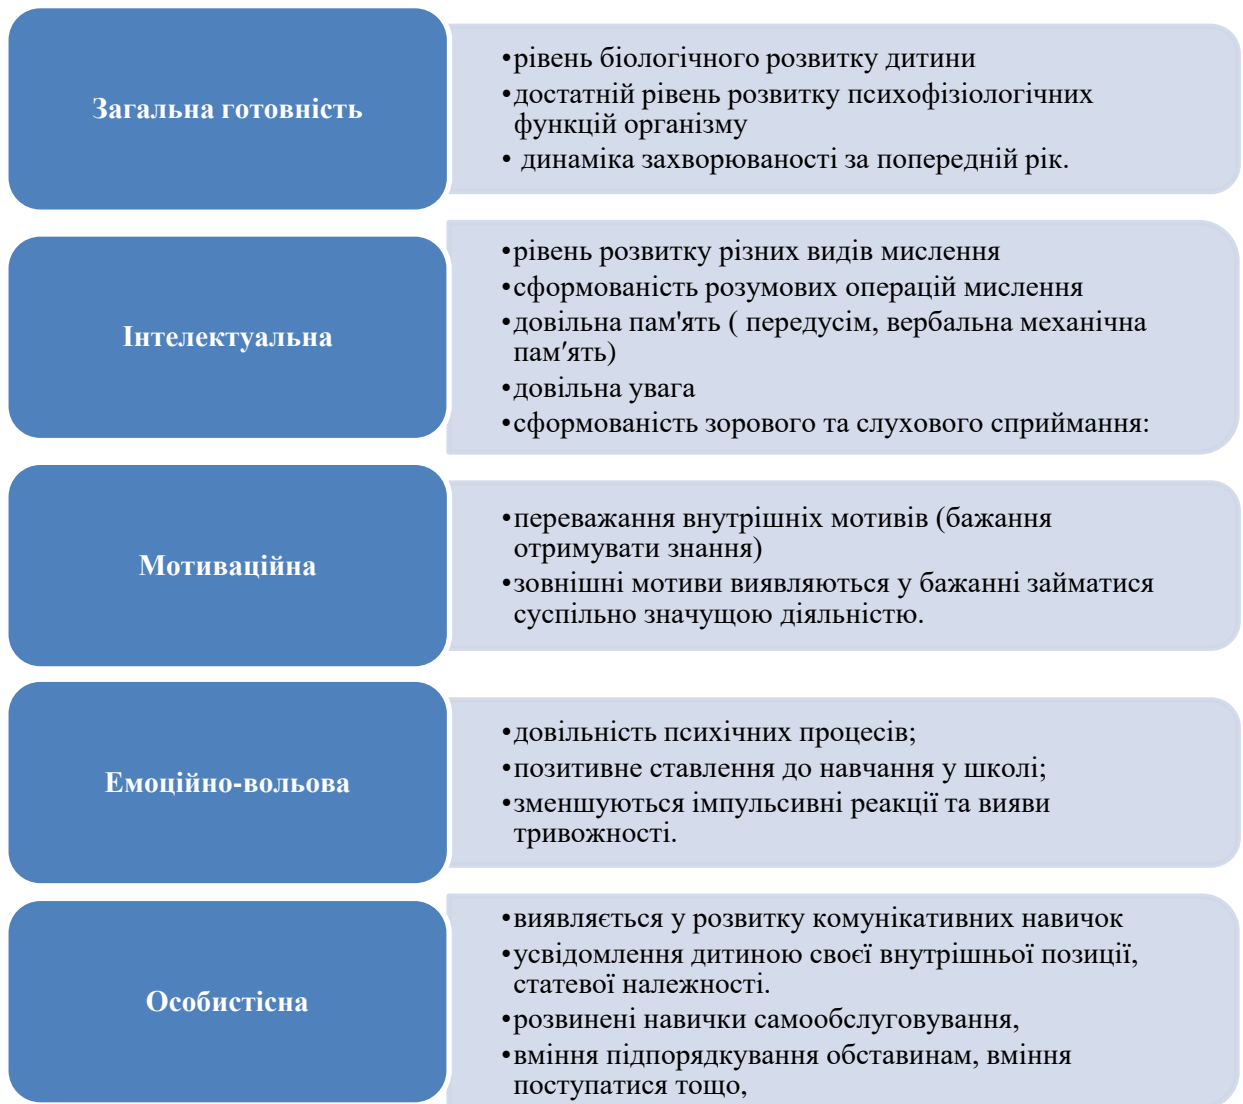 Загальна готовність
•рівень біологічного розвитку дитини
•достатній рівень розвитку психофізіологічних
функцій організму
• динаміка захворюваності за попередній рік.
Інтелектуальна
•рівень розвитку різних видів мислення
•сформованість розумових операцій мислення
•довільна пам'ять ( передусім, вербальна механічна
пам′ять)
•довільна увага
•сформованість зорового та слухового сприймання:
Мотиваційна
•переважання внутрішніх мотивів (бажання
отримувати знання)
•зовнішні мотиви виявляються у бажанні займатися
суспільно значущою діяльністю.
Емоційно-вольова
•довільність психічних процесів;
•позитивне ставлення до навчання у школі;
•зменшуються імпульсивні реакції та вияви
тривожності.
Особистісна
•виявляється у розвитку комунікативних навичок
•усвідомлення дитиною своєї внутрішньої позиції,
статевої належності.
•розвинені навички самообслуговування,
•вміння підпорядкування обставинам, вміння
поступатися тощо,